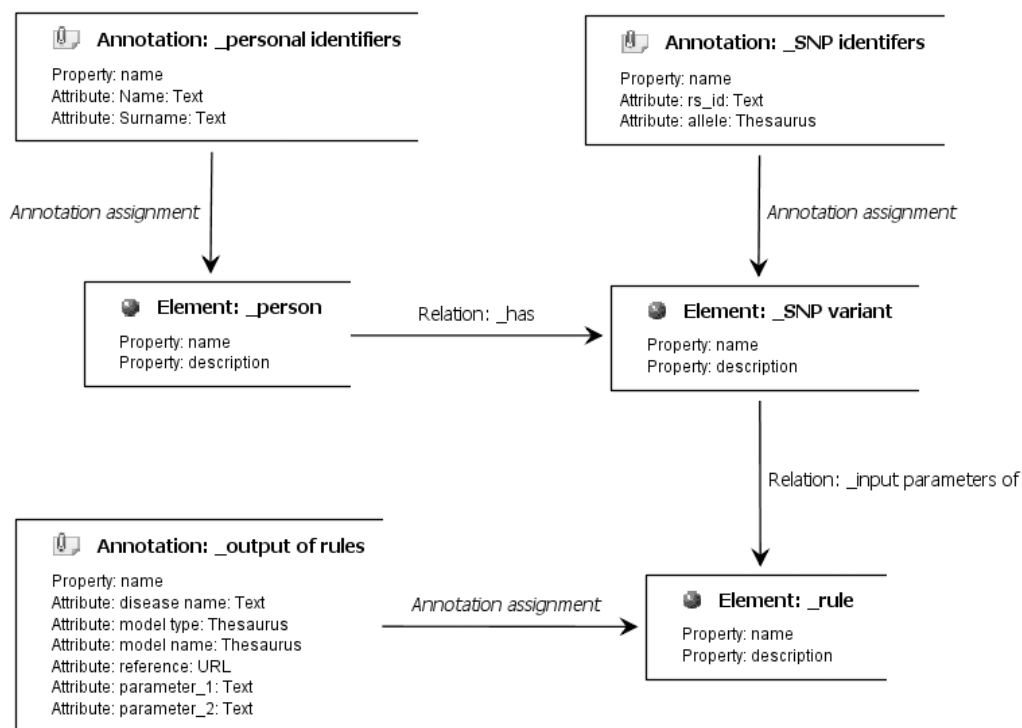 Annotation: _personal identifiers
Property: name
Attribute: Name: Text
Attribute: Surname: Text
Annotation: _SNP identifers
Property: name
Attribute: rs_id: Text
Attribute: allele: Thesaurus
Annotation assignment
Annotation assignment
Element: _person
Property: name
Property: description
Relation: _has
Element: _SNP variant
Property: name
Property: description
Relation: _input parameters of
Annotation: _output of rules
Property: name
Attribute: disease name: Text
Attribute: model type: Thesaurus
Attribute: model name: Thesaurus
Attribute: reference: URL
Attribute: parameter_1: Text
Attribute: parameter_2: Text
Annotation assignment
Element: _rule
Property: name
Property: description